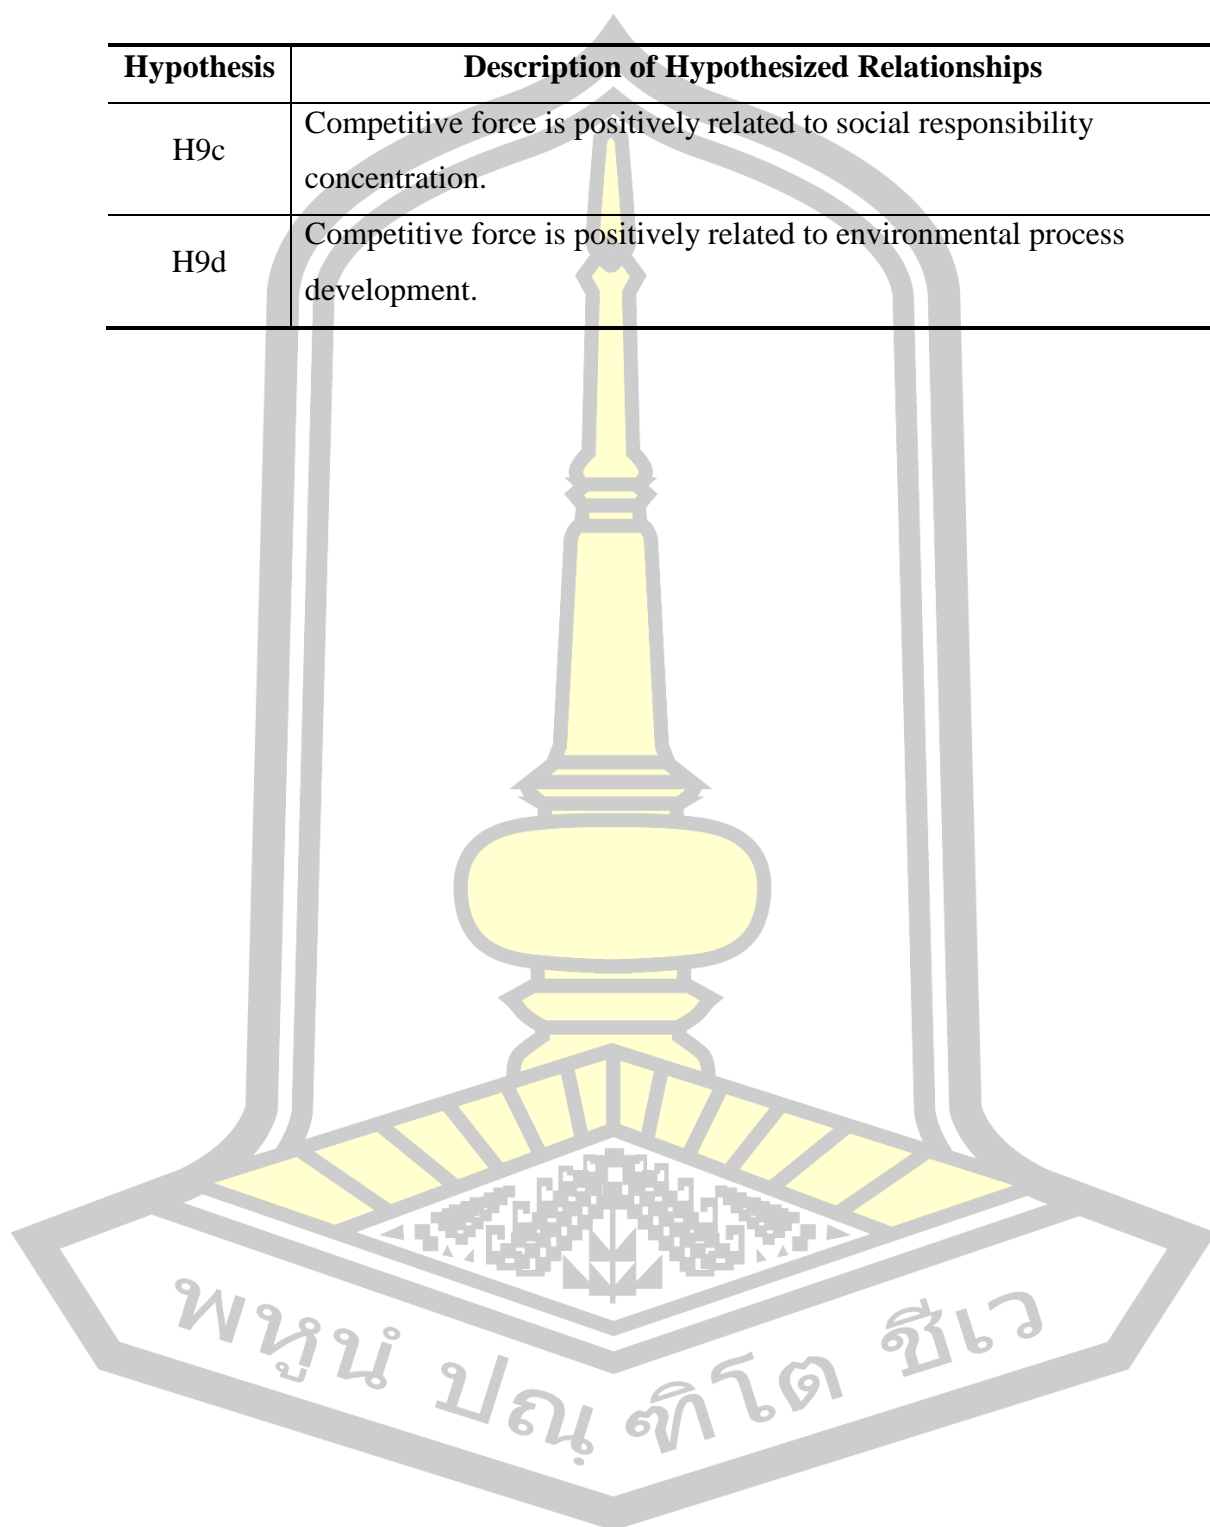 Hypothesis Description of Hypothesized Relationships
H9c Competitive force is positively related to social responsibility
concentration.
H9d Competitive force is positively related to environmental process
development.
พหูนํ ปณฺฑิโต ชีเว